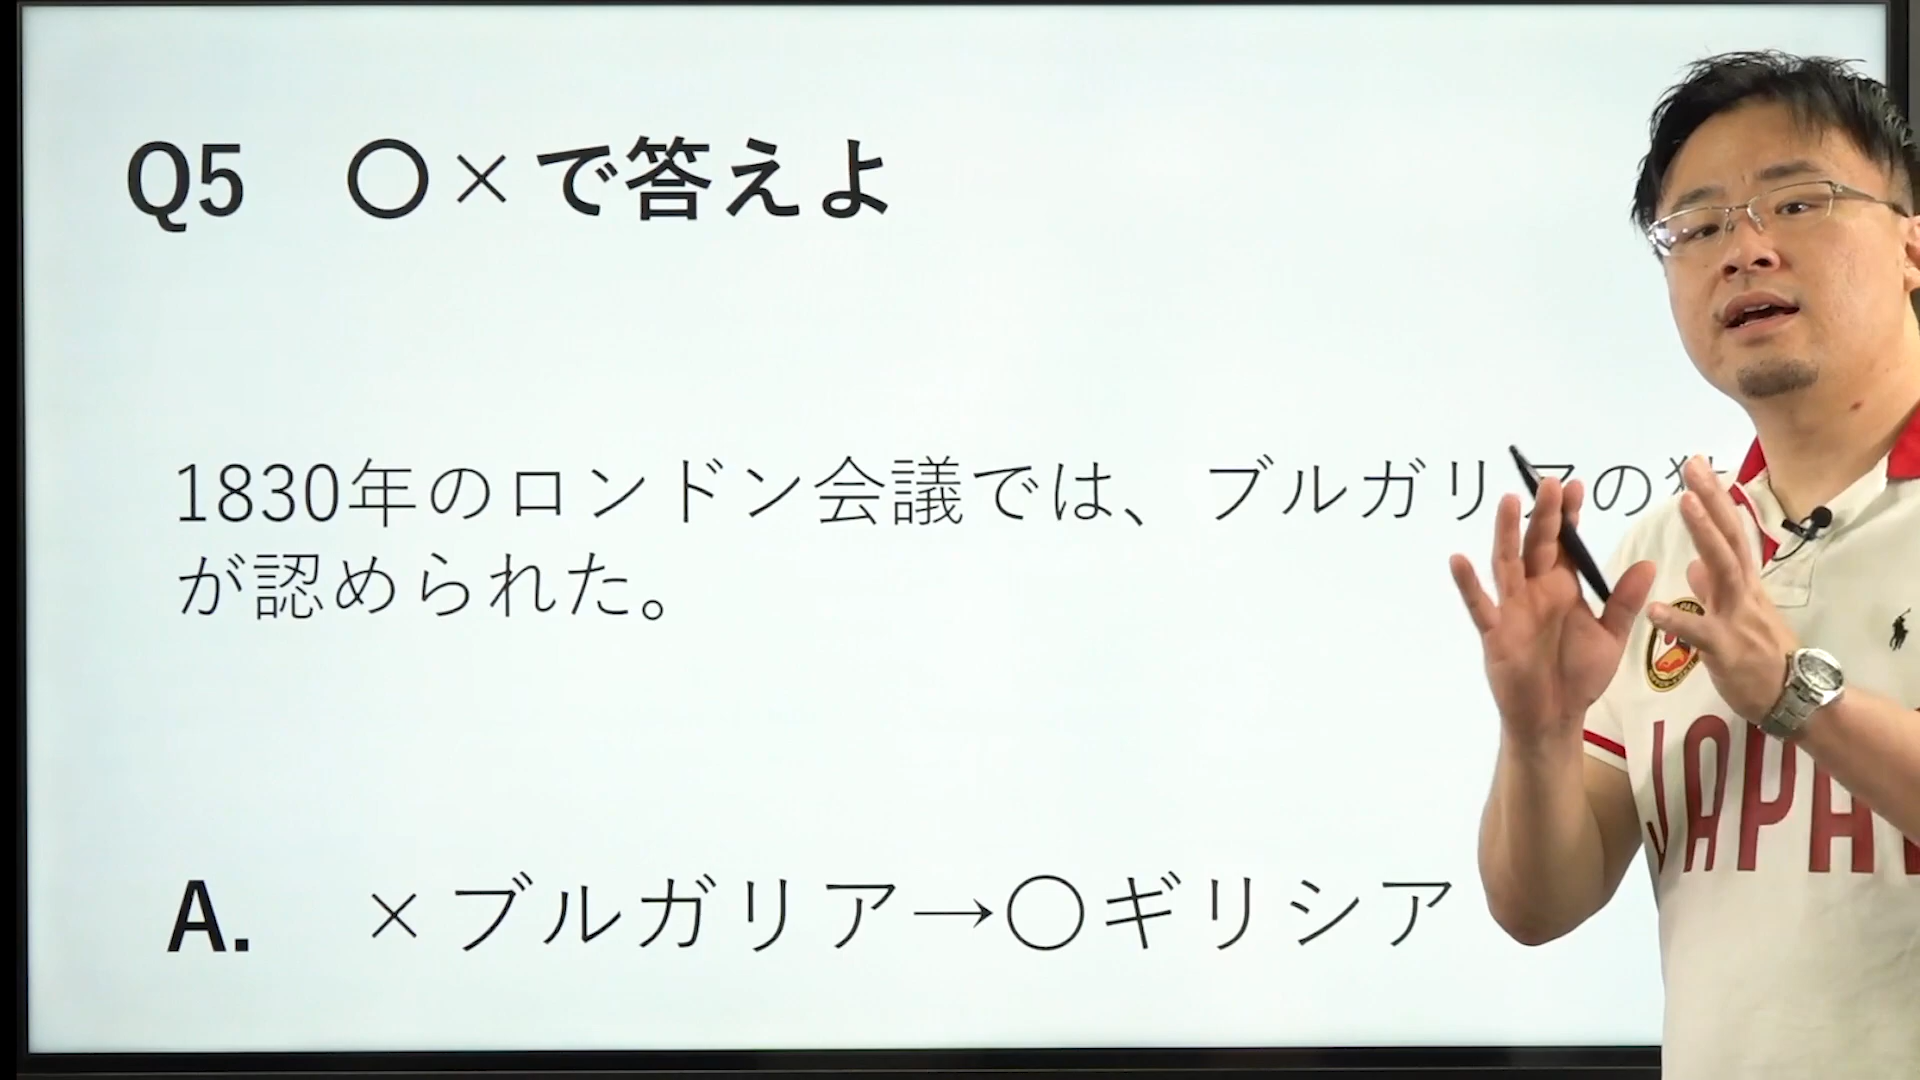 Q5 〇×で答えよ
1830年のロンドン会議では、ブルガリアの独
が認められた。
A. ×ブルガリア→〇ギリシア
JAPA